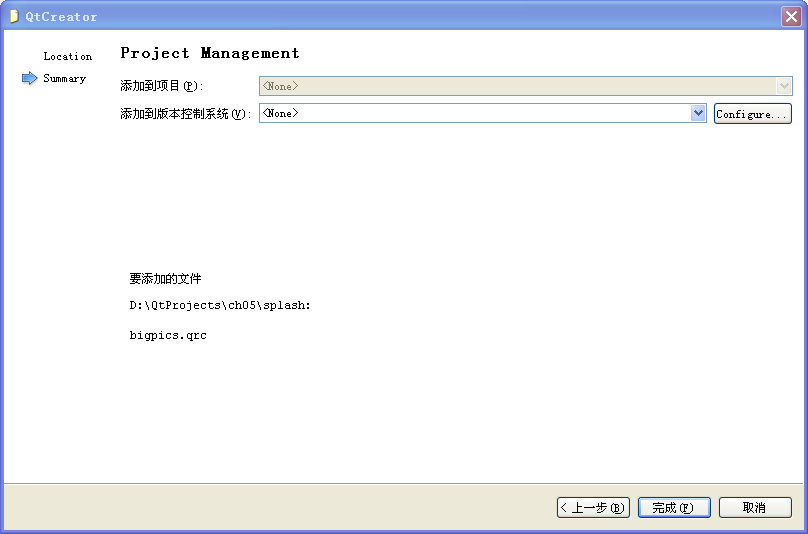 QtCreator
Location
Summary
Project Management
添加到项目(P):
<None>
添加到版本控制系统(V):
<None>
Configure...
要添加的文件
D:\QtProjects\ch05\splash:
bigpics.qrc
< 上一步(B)
完成(F)
取消